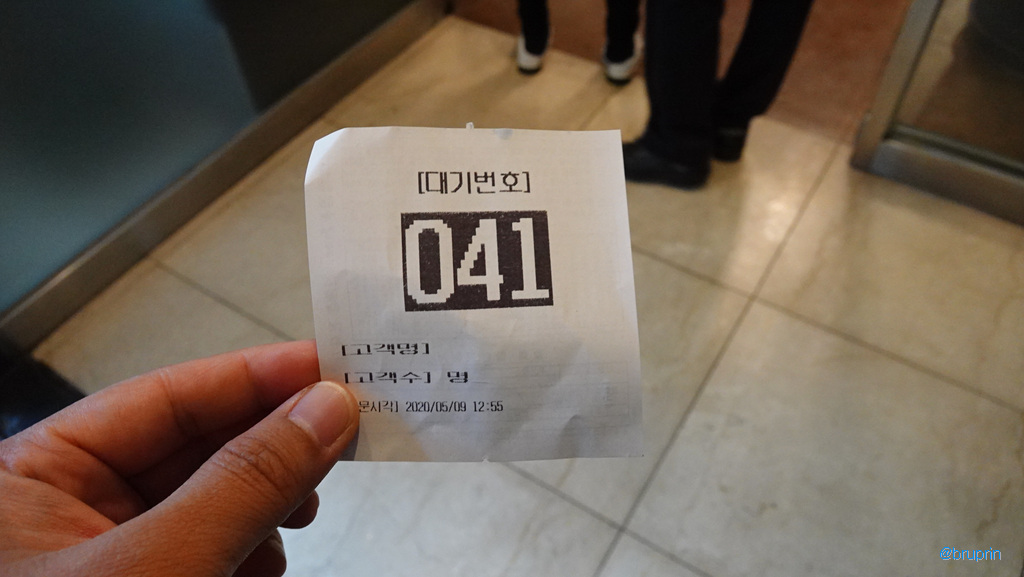 [대기번호]
041
[고객명]
[고객수] 명
문시각] 2020/05/09 12:55
@bruprin